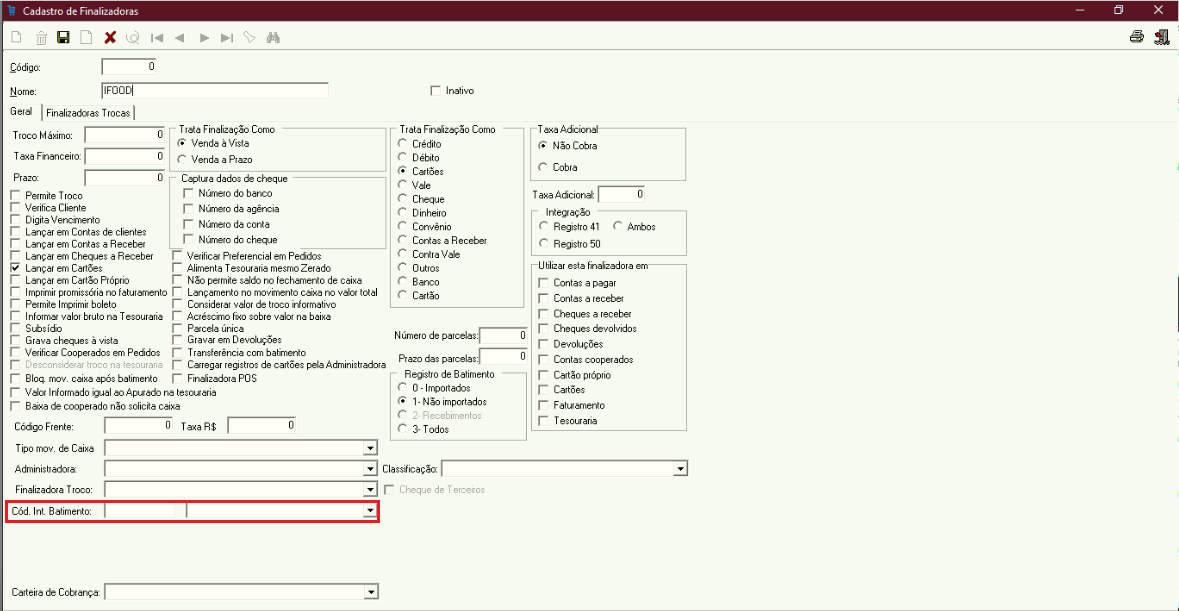 Cadastro de Finalizadoras
Código: 0
Nome: IFOOD
Inativo
Geral
Finalizadoras Trocas
Troco Máximo: 0
Taxa Financeiro: 0
Prazo: 0
Permite Troco
Verifica Cliente
Digita Vencimento
Lançar em Contas de clientes
Lançar em Contas a Receber
Lançar em Cheques a Receber
Lançar em Cartões
Lançar em Cartão Próprio
Imprimir promissória no faturamento
Permite Imprimir boleto
Informar valor bruto na Tesouraria
Subsídio
Grava cheques à vista
Verificar Cooperados em Pedidos
Desconsiderar troco na tesouraria
Bloq. mov. caixa após batimento
Valor Informado igual ao Apurado na tesouraria
Baixa de cooperado não solicita caixa
Trata Finalização Como
Venda à Vista
Venda a Prazo
Captura dados de cheque
Número do banco
Número da agência
Número da conta
Número do cheque
Verificar Preferencial em Pedidos
Alimenta Tesouraria mesmo Zerado
Não permite saldo no fechamento de caixa
Lançamento no movimento caixa no valor total
Considerar valor de troco informativo
Acréscimo fixo sobre valor na baixa
Parcela única
Gravar em Devoluções
Transferência com batimento
Carregar registros de cartões pela Administradora
Finalizadora POS
Trata Finalização Como
Crédito
Débito
Cartões
Vale
Cheque
Dinheiro
Convênio
Contas a Receber
Contra Vale
Outros
Banco
Cartão
Número de parcelas: 0
Prazo das parcelas: 0
Registro de Batimento
0 - Importados
1- Não importados
2- Recebimentos
3- Todos
Taxa Adicional
Não Cobra
Cobra
Taxa Adicional: 0
Integração
Registro 41
Ambos
Registro 50
Utilizar esta finalizadora em
Contas a pagar
Contas a receber
Cheques a receber
Cheques devolvidos
Devoluções
Contas cooperados
Cartão próprio
Cartões
Faturamento
Tesouraria
Código Frente: 0
Taxa R$ 0
Tipo mov. de Caixa
Administradora:
Classificação:
Finalizadora Troco:
Cheque de Terceiros
Cód. Int. Batimento:
Carteira de Cobrança: